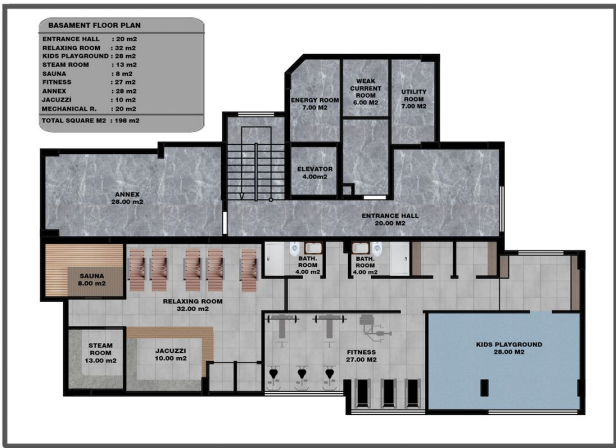 BASAMENT FLOOR PLAN
ENTRANCE HALL : 20 m2
RELAXING ROOM : 32 m2
KIDS PLAYGROUND : 28 m2
STEAM ROOM : 13 m2
SAUNA : 8 m2
FITNESS : 27 m2
ANNEX : 28 m2
JACUZZI : 10 m2
MECHANICAL R. : 20 m2
TOTAL SQUARE M2 : 198 m2
ENERGY ROOM
7.00 M2
WEAK
CURRENT
ROOM
6.00 M2
UTILITY
ROOM
7.00 M2
ELEVATOR
4.00m2
ANNEX
28.00 m2
ENTRANCE HALL
20.00 M2
BATH.
ROOM
4.00 m2
BATH.
ROOM
4.00 m2
SAUNA
8.00 m2
RELAXING ROOM
32.00 m2
STEAM
ROOM
13.00 m2
JACUZZI
10.00 m2
FITNESS
27.00 M2
KIDS PLAYGROUND
28.00 M2